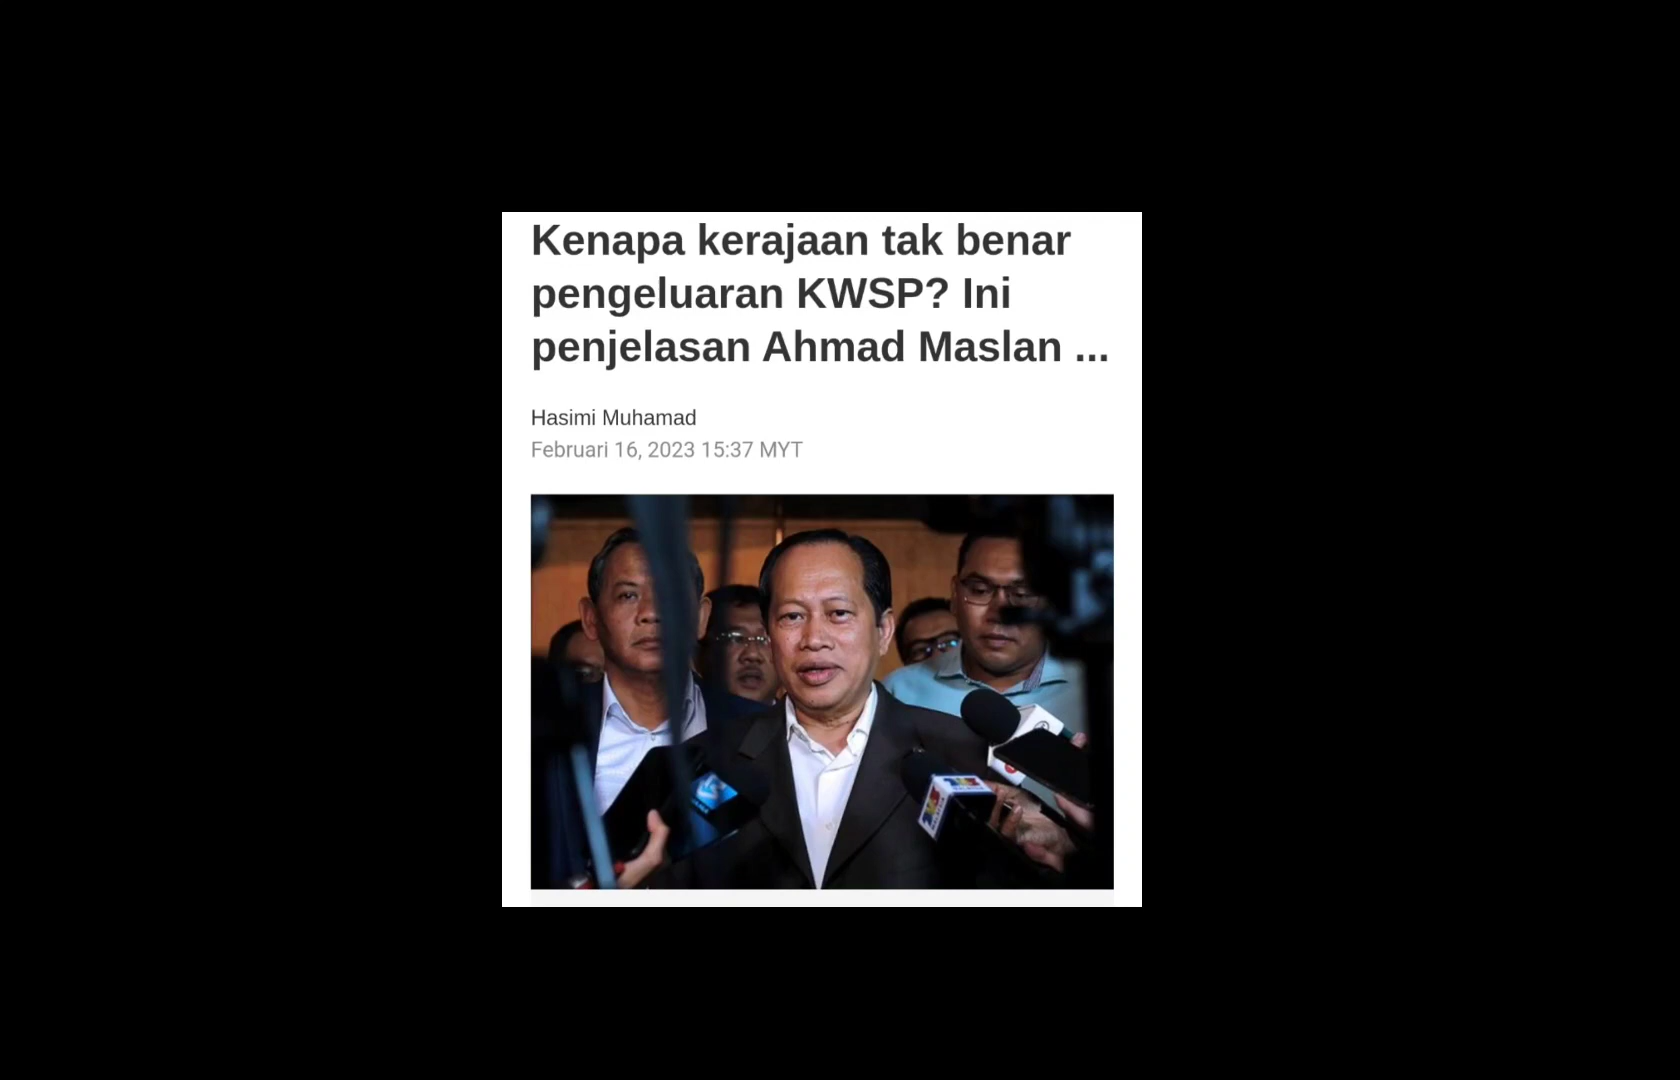 Kenapa kerajaan tak benar
pengeluaran KWSP? Ini
penjelasan Ahmad Maslan ...
Hasimi Muhamad
Februari 16, 2023 15:37 MYT